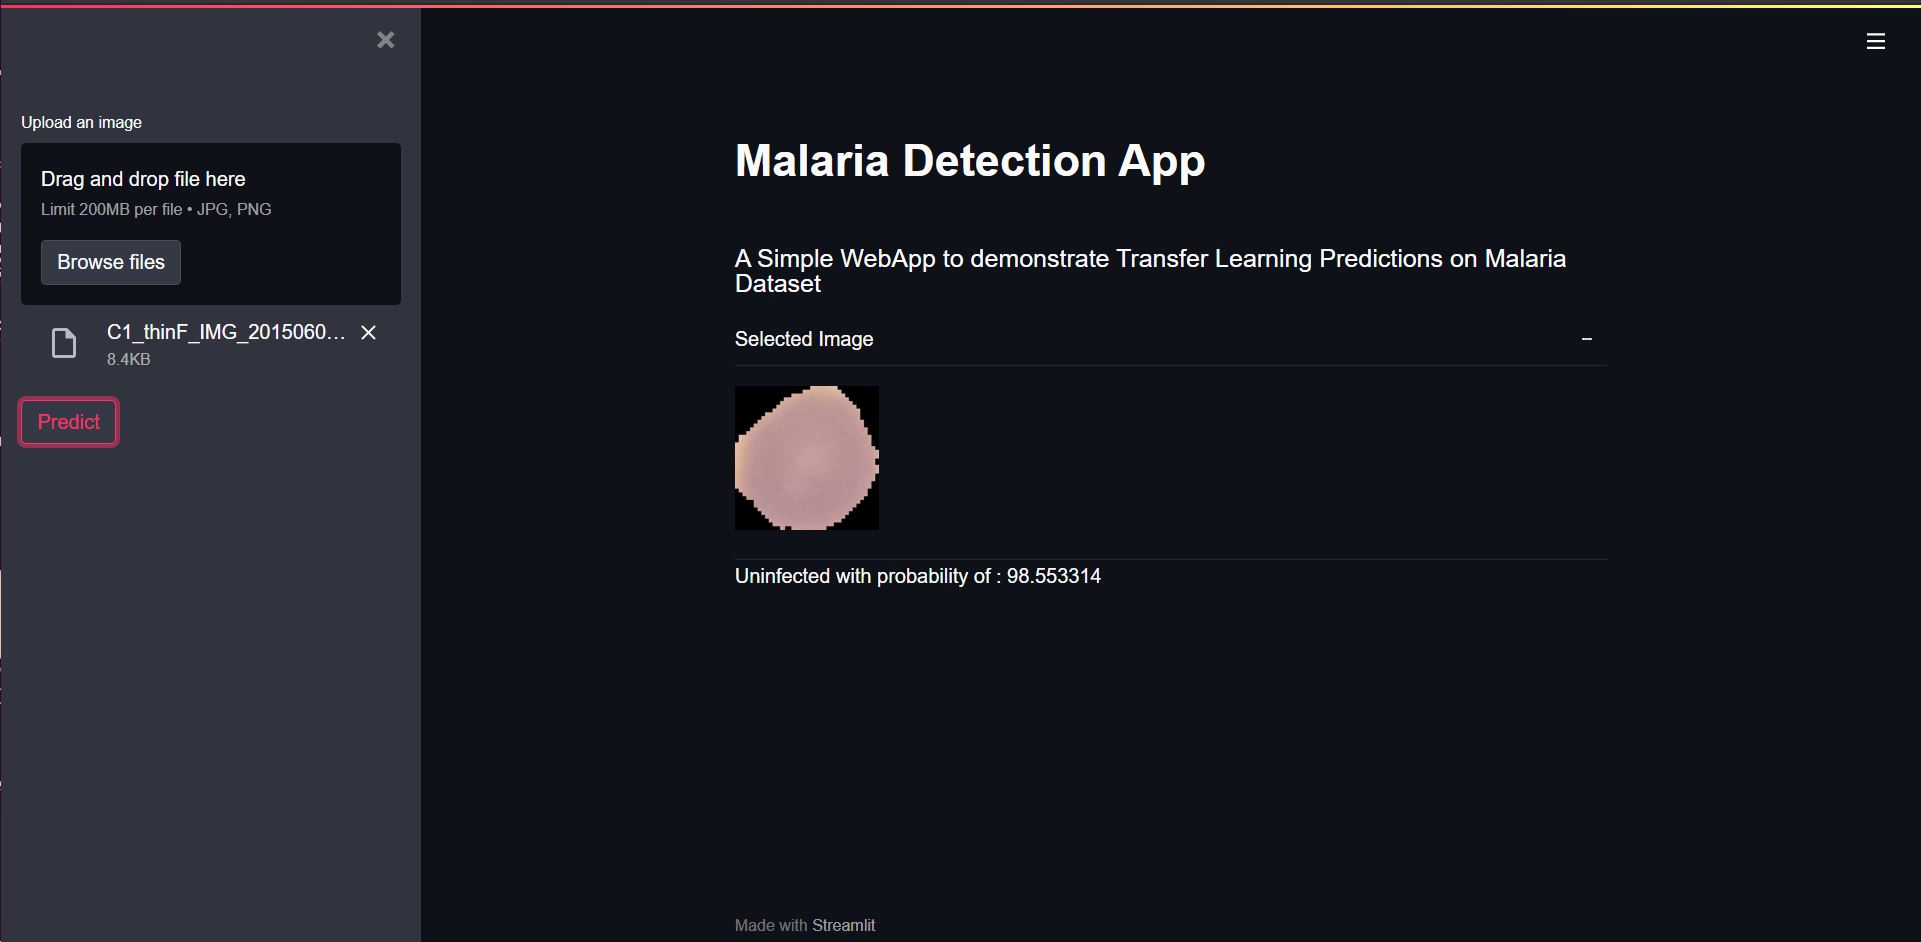 Upload an image
Drag and drop file here
Limit 200MB per file • JPG, PNG
Browse files
C1_thinF_IMG_2015060...
8.4KB
Predict
Malaria Detection App
A Simple WebApp to demonstrate Transfer Learning Predictions on Malaria
Dataset
Selected Image
Uninfected with probability of : 98.553314
Made with Streamlit